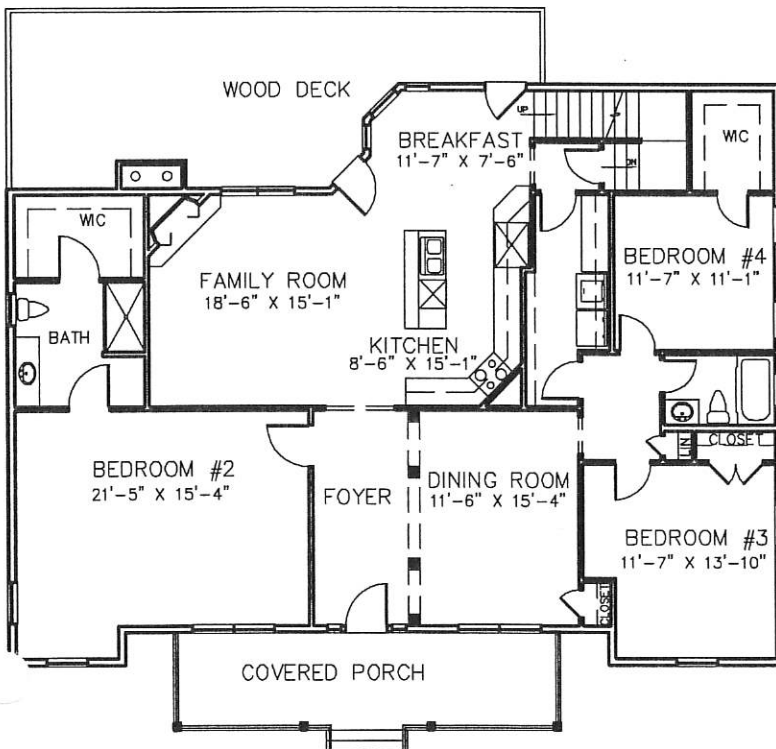 WOOD DECK
UP
BREAKFAST
11'-7" X 7'-6"
WIC
DN
WIC
FAMILY ROOM
18'-6" X 15'-1"
BEDROOM #4
11'-7" X 11'-1"
BATH
KITCHEN
8'-6" X 15'-1"
BEDROOM #2
21'-5" X 15'-4"
FOYER
DINING ROOM
11'-6" X 15'-4"
LIN
CLOSET
BEDROOM #3
11'-7" X 13'-10"
CLOSET
COVERED PORCH